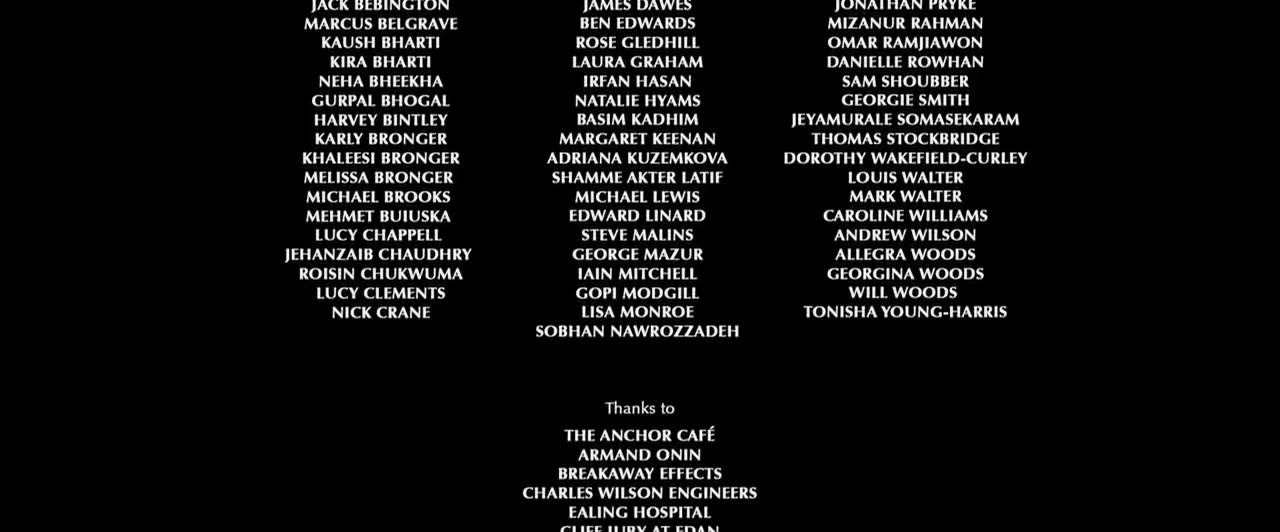 JACK BEBINGTON
MARCUS BELGRAVE
KAUSH BHARTI
KIRA BHARTI
NEHA BHEEKHA
GURPAL BHOGAL
HARVEY BINTLEY
KARLY BRONGER
KHALEESI BRONGER
MELISSA BRONGER
MICHAEL BROOKS
MEHMET BUIUSKA
LUCY CHAPPELL
JEHANZAIB CHAUDHRY
ROISIN CHUKWUMA
LUCY CLEMENTS
NICK CRANE
JAMES DAWES
BEN EDWARDS
ROSE GLEDHILL
LAURA GRAHAM
IRFAN HASAN
NATALIE HYAMS
BASIM KADHIM
MARGARET KEENAN
ADRIANA KUZEMKOVA
SHAMME AKTER LATIF
MICHAEL LEWIS
EDWARD LINARD
STEVE MALINS
GEORGE MAZUR
IAIN MITCHELL
GOPI MODGILL
LISA MONROE
SOBHAN NAWROZZADEH
JONATHAN PRYKE
MIZANUR RAHMAN
OMAR RAMJIAWON
DANIELLE ROWHAN
SAM SHOUBBER
GEORGIE SMITH
JEYAMURALE SOMASEKARAM
THOMAS STOCKBRIDGE
DOROTHY WAKEFIELD-CURLEY
LOUIS WALTER
MARK WALTER
CAROLINE WILLIAMS
ANDREW WILSON
ALLEGRA WOODS
GEORGINA WOODS
WILL WOODS
TONISHA YOUNG-HARRIS
Thanks to
THE ANCHOR CAFÉ
ARMAND ONIN
BREAKAWAY EFFECTS
CHARLES WILSON ENGINEERS
EALING HOSPITAL